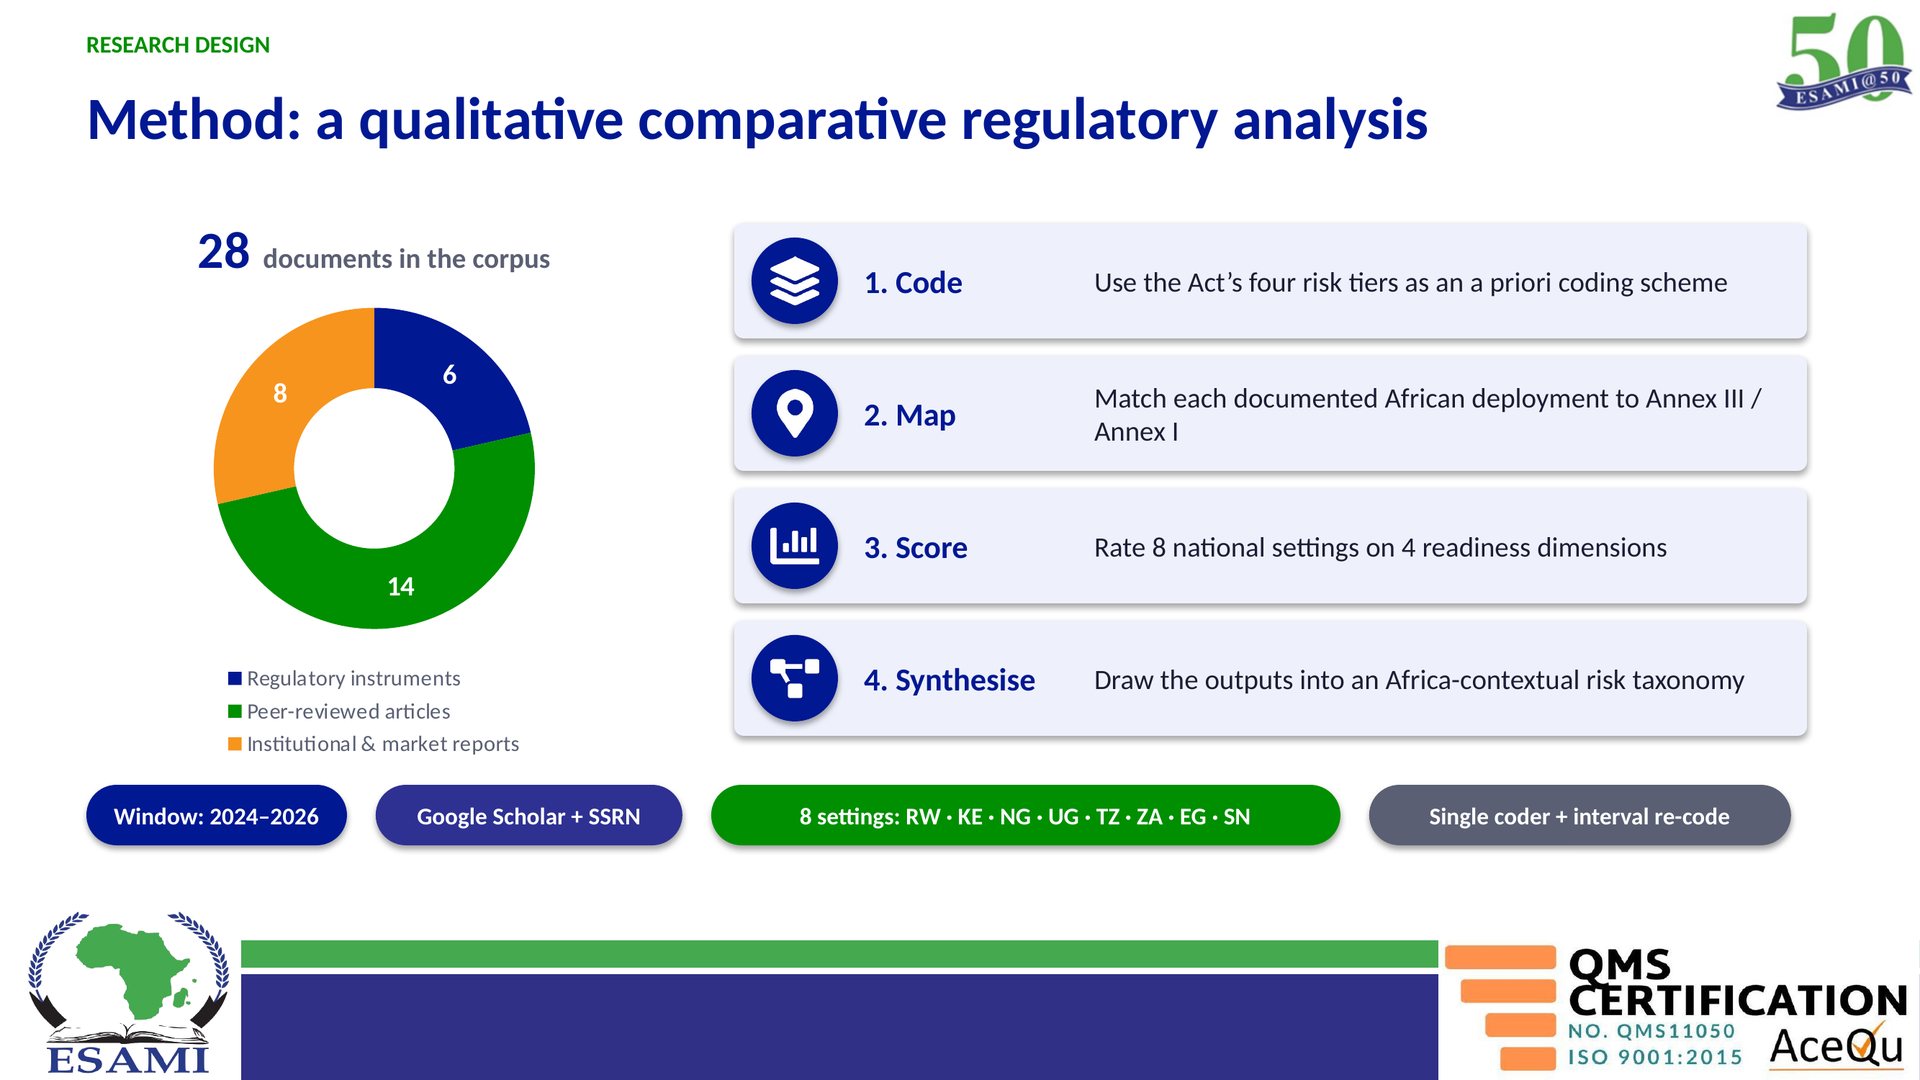 RESEARCH DESIGN
50
ESAMI@50
Method: a qualitative comparative regulatory analysis
28 documents in the corpus
6
8
14
Regulatory instruments
Peer-reviewed articles
Institutional & market reports
1. Code
Use the Act’s four risk tiers as an a priori coding scheme
2. Map
Match each documented African deployment to Annex III /
Annex I
3. Score
Rate 8 national settings on 4 readiness dimensions
4. Synthesise
Draw the outputs into an Africa-contextual risk taxonomy
Window: 2024–2026
Google Scholar + SSRN
8 settings: RW · KE · NG · UG · TZ · ZA · EG · SN
Single coder + interval re-code
ESAMI
QMS
CERTIFICATION
NO. QMS11050
ISO 9001:2015
AceQu